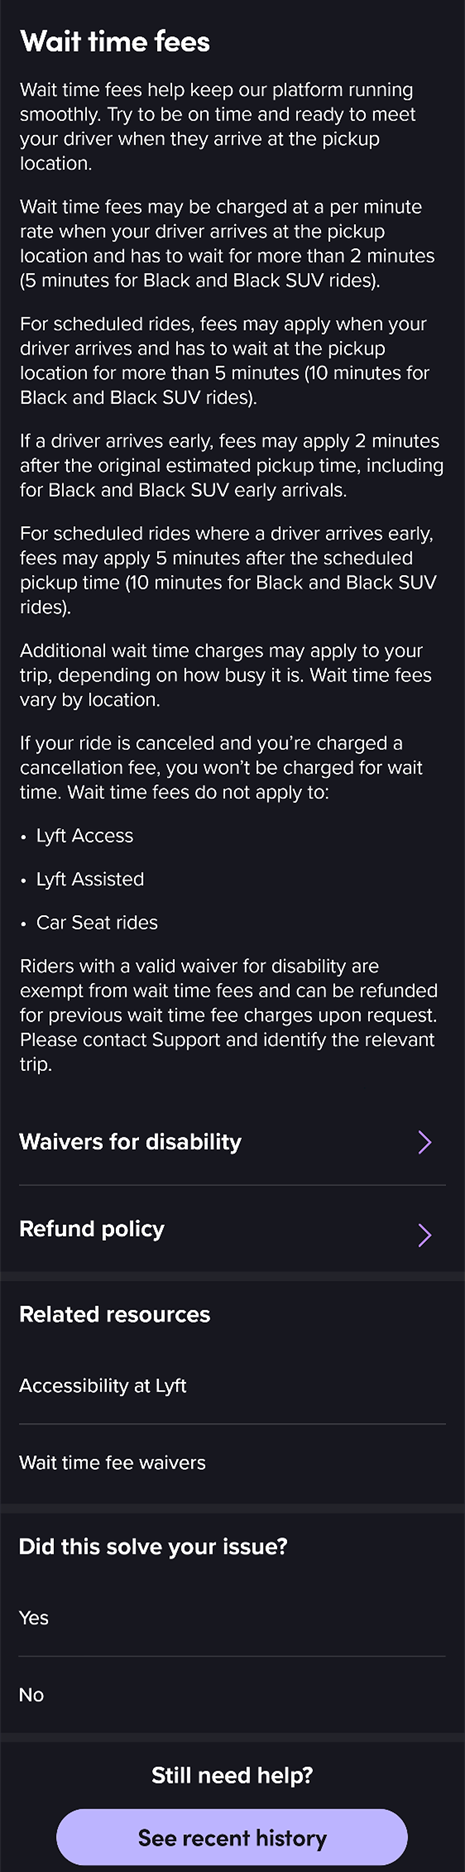 Wait time fees
Wait time fees help keep our platform running
smoothly. Try to be on time and ready to meet
your driver when they arrive at the pickup
location.
Wait time fees may be charged at a per minute
rate when your driver arrives at the pickup
location and has to wait for more than 2 minutes
(5 minutes for Black and Black SUV rides).
For scheduled rides, fees may apply when your
driver arrives and has to wait at the pickup
location for more than 5 minutes (10 minutes for
Black and Black SUV rides).
If a driver arrives early, fees may apply 2 minutes
after the original estimated pickup time, including
for Black and Black SUV early arrivals.
For scheduled rides where a driver arrives early,
fees may apply 5 minutes after the scheduled
pickup time (10 minutes for Black and Black SUV
rides).
Additional wait time charges may apply to your
trip, depending on how busy it is. Wait time fees
vary by location.
If your ride is canceled and you’re charged a
cancellation fee, you won’t be charged for wait
time. Wait time fees do not apply to:
• Lyft Access
• Lyft Assisted
• Car Seat rides
Riders with a valid waiver for disability are
exempt from wait time fees and can be refunded
for previous wait time fee charges upon request.
Please contact Support and identify the relevant
trip.
Waivers for disability
Refund policy
Related resources
Accessibility at Lyft
Wait time fee waivers
Did this solve your issue?
Yes
No
Still need help?
See recent history